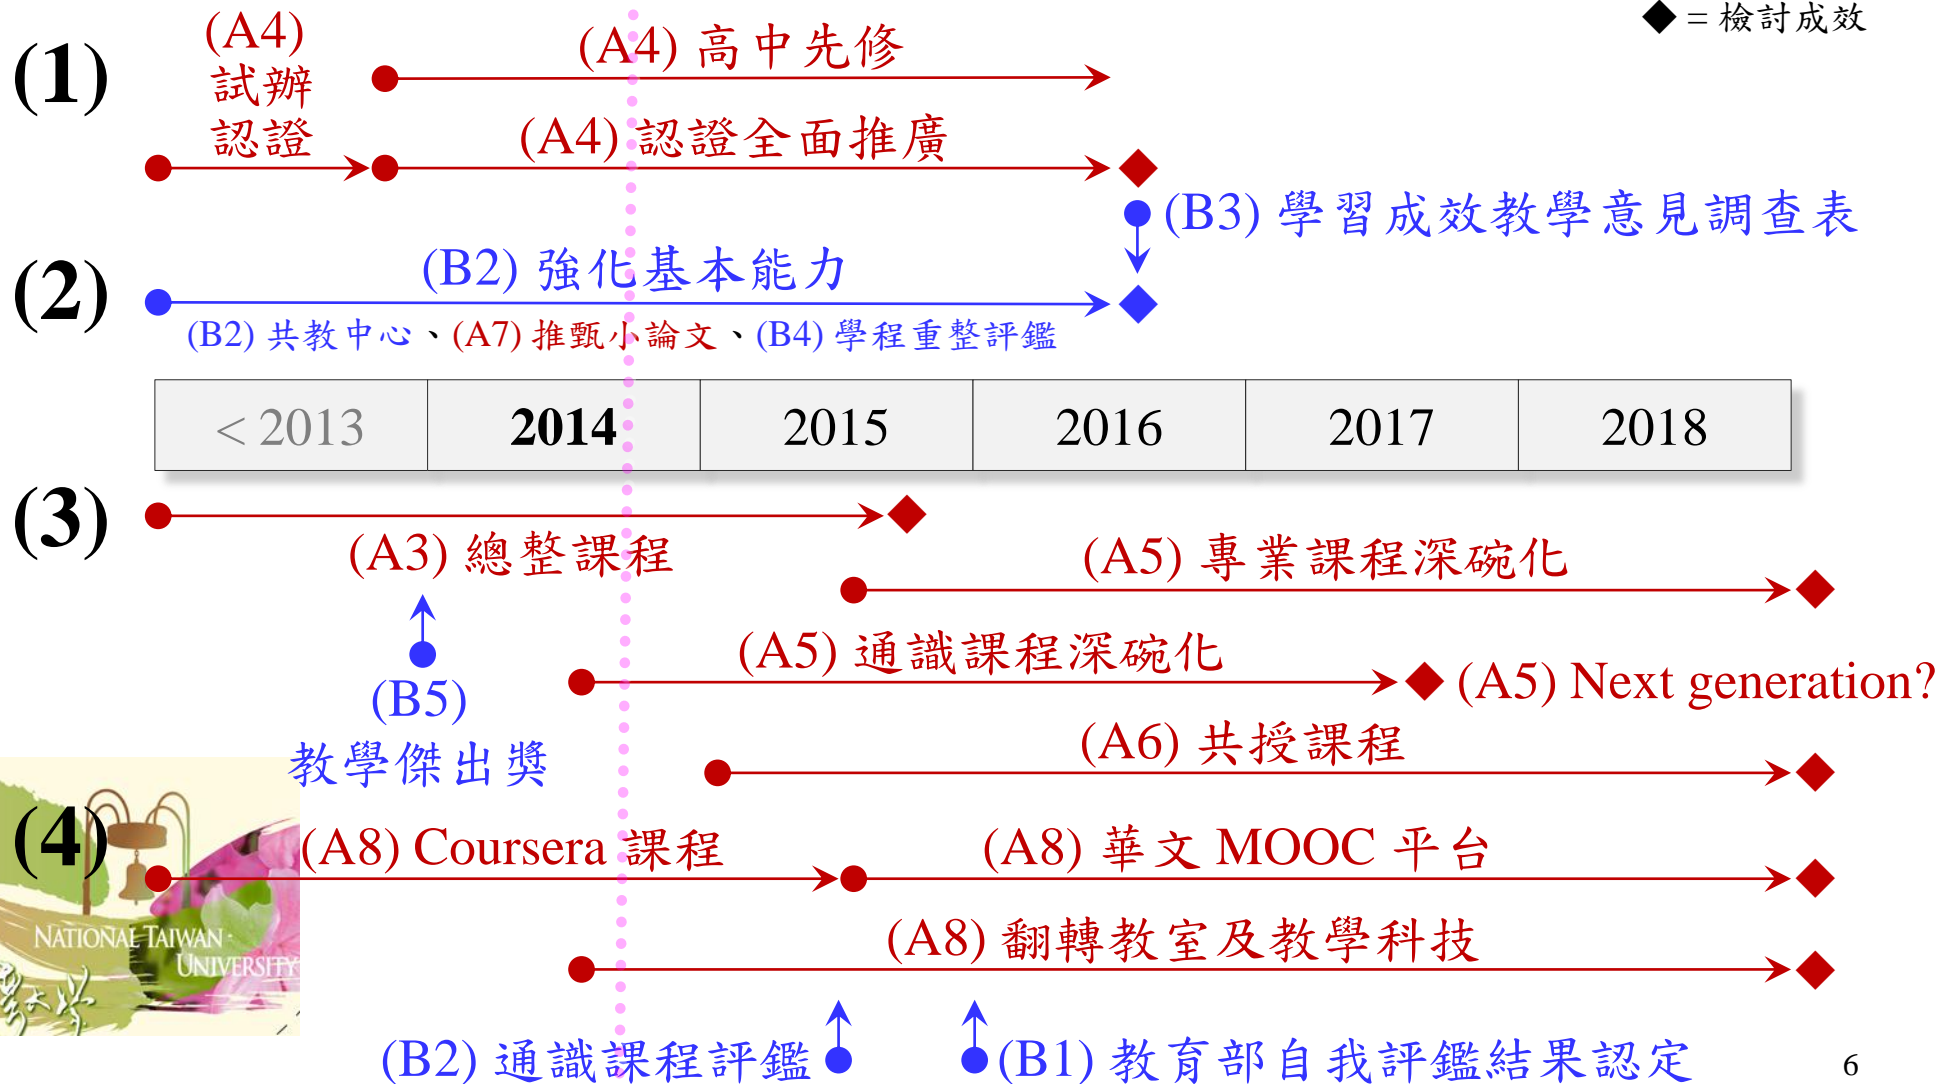 ◆ = 檢討成效
(1)
(A4)
試辦
認證
(A4) 高中先修
(A4) 認證全面推廣
(B3) 學習成效教學意見調查表
(2)
(B2) 強化基本能力
(B2) 共教中心、(A7) 推甄小論文、(B4) 學程重整評鑑
< 2013 2014 2015 2016 2017 2018
(3)
(A3) 總整課程
(A5) 專業課程深碗化
(B5)
教學傑出獎
(A5) 通識課程深碗化
(A5) Next generation?
(A6) 共授課程
(4)
(A8) Coursera 課程
(A8) 華文 MOOC 平台
NATIONAL TAIWAN
UNIVERSITY
(A8) 翻轉教室及教學科技
(B2) 通識課程評鑑
(B1) 教育部自我評鑑結果認定
6